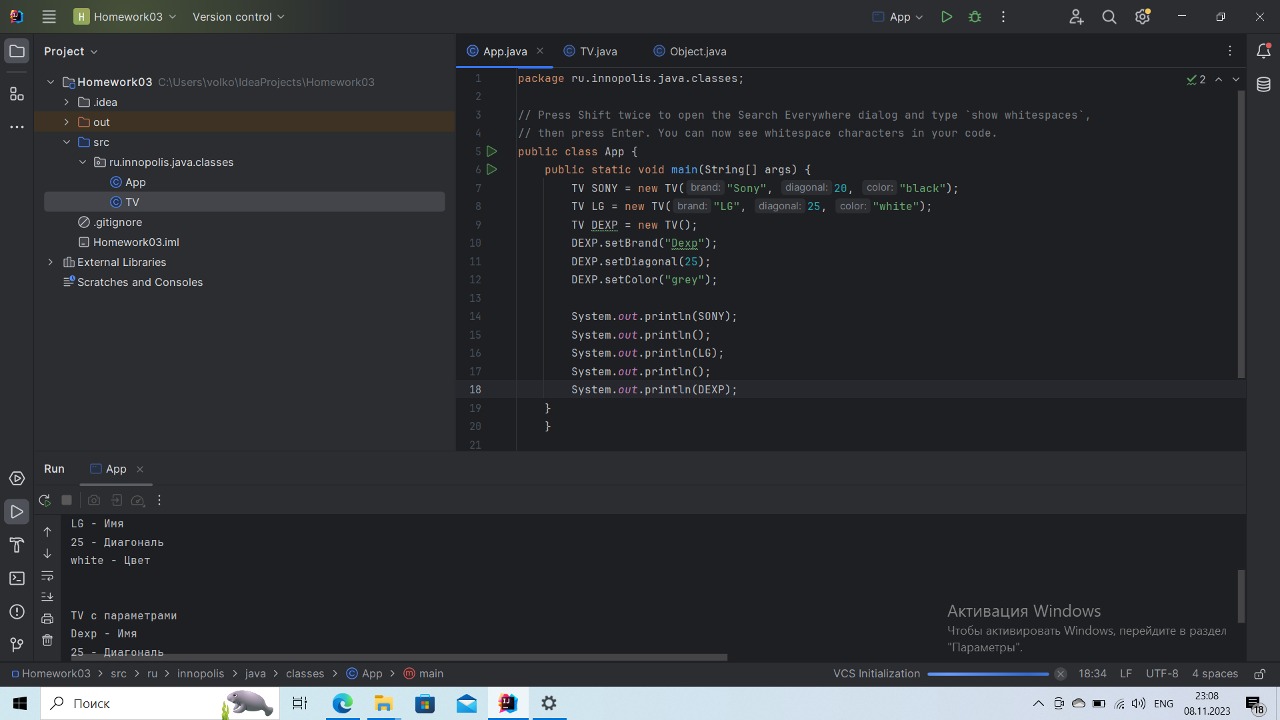 H Homework03 Version control App
Project
App.java TV.java Object.java
Homework03 C:\Users\volko\IdeaProjects\Homework03
.idea
out
src
ru.innopolis.java.classes
App
TV
.gitignore
Homework03.iml
External Libraries
Scratches and Consoles
2
1 package ru.innopolis.java.classes;
2
3 // Press Shift twice to open the Search Everywhere dialog and type `show whitespaces`,
4 // then press Enter. You can now see whitespace characters in your code.
5 public class App {
6 public static void main(String[] args) {
7 TV SONY = new TV( brand: "Sony", diagonal: 20, color: "black");
8 TV LG = new TV( brand: "LG", diagonal: 25, color: "white");
9 TV DEXP = new TV();
10 DEXP.setBrand("Dexp");
11 DEXP.setDiagonal(25);
12 DEXP.setColor("grey");
13
14 System.out.println(SONY);
15 System.out.println();
16 System.out.println(LG);
17 System.out.println();
18 System.out.println(DEXP);
19 }
20 }
21
Run App
LG - Имя
25 - Диагональ
white - Цвет
TV с параметрами
Dexp - Имя
25 - Диагональ
Активация Windows
Чтобы активировать Windows, перейдите в раздел
"Параметры".
Homework03 > src > ru > innopolis > java > classes > App > main VCS Initialization 18:34 LF UTF-8 4 spaces
Поиск
ENG
23:08
08.11.2023
18